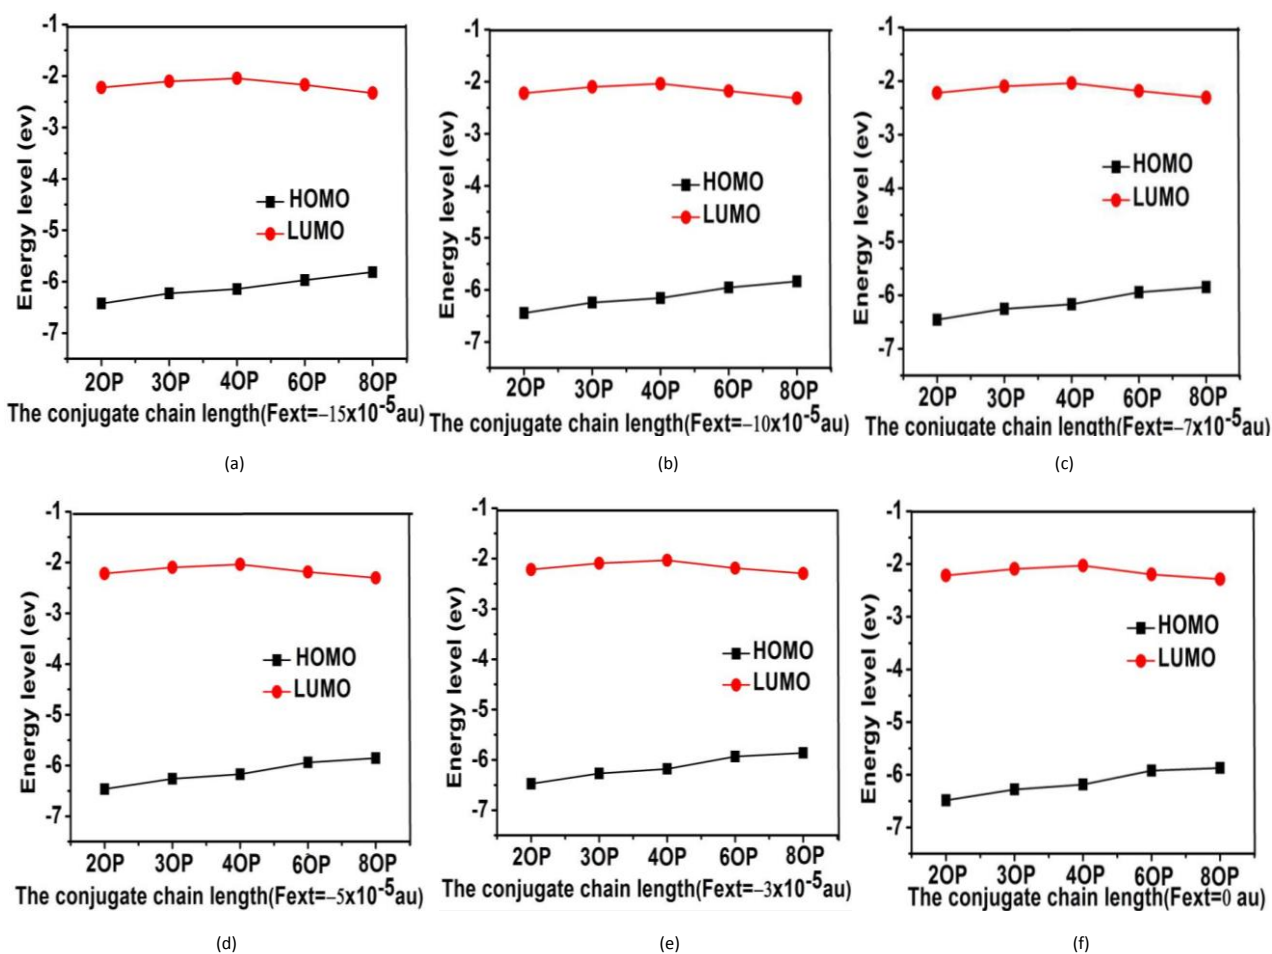 -1
-2
-3
-4
-5
-6
-7
Energy level (ev)
HOMO
LUMO
2OP 3OP 4OP 6OP 8OP
The conjugate chain length(Fext=–15x10-5au)
(a)
-1
-2
-3
-4
-5
-6
-7
Energy level (ev)
HOMO
LUMO
2OP 3OP 4OP 6OP 8OP
The conjugate chain length(Fext=–10x10-5au)
(b)
-1
-2
-3
-4
-5
-6
-7
Energy level (ev)
HOMO
LUMO
2OP 3OP 4OP 6OP 8OP
The conjugate chain length(Fext=–7x10-5au)
(c)
-1
-2
-3
-4
-5
-6
-7
Energy level (ev)
HOMO
LUMO
2OP 3OP 4OP 6OP 8OP
The conjugate chain length(Fext=–5x10-5au)
(d)
-1
-2
-3
-4
-5
-6
-7
Energy level (ev)
HOMO
LUMO
2OP 3OP 4OP 6OP 8OP
The conjugate chain length(Fext=–3x10-5au)
(e)
-1
-2
-3
-4
-5
-6
-7
Energy level (ev)
HOMO
LUMO
2OP 3OP 4OP 6OP 8OP
The conjugate chain length(Fext=0 au)
(f)